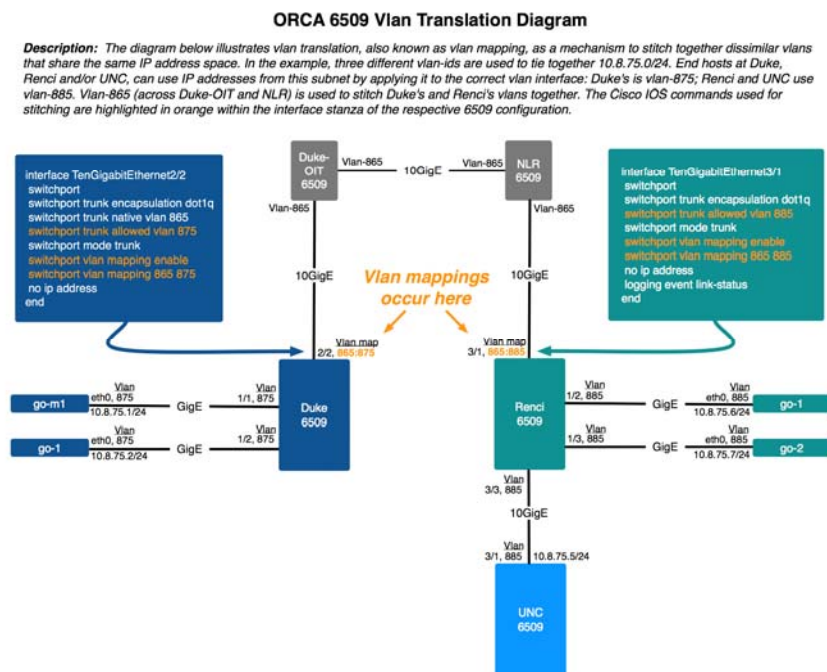 ORCA 6509 Vlan Translation Diagram
Description: The diagram below illustrates vlan translation, also known as vlan mapping, as a mechanism to stitch together dissimilar vlans
that share the same IP address space. In the example, three different vlan-ids are used to tie together 10.8.75.0/24. End hosts at Duke,
Renci and/or UNC, can use IP addresses from this subnet by applying it to the correct vlan interface: Duke's is vlan-875; Renci and UNC use
vlan-885. Vlan-865 (across Duke-OIT and NLR) is used to stitch Duke's and Renci's vlans together. The Cisco IOS commands used for
stitching are highlighted in orange within the interface stanza of the respective 6509 configuration.
interface TenGigabitEthernet2/2
switchport
switchport trunk encapsulation dot1q
switchport trunk native vlan 865
switchport trunk allowed vlan 875
switchport mode trunk
switchport vlan mapping enable
switchport vlan mapping 865 875
no ip address
end
Duke-
OIT
6509
Vlan-865
10GigE
Vlan-865
NLR
6509
Vlan-865
Vlan-865
interface TenGigabitEthernet3/1
switchport
switchport trunk encapsulation dot1q
switchport trunk allowed vlan 885
switchport mode trunk
switchport vlan mapping enable
switchport vlan mapping 865 885
no ip address
logging event link-status
end
10GigE
Vlan mappings
occur here
10GigE
Vlan map
2/2, 865:875
Vlan map
3/1, 865:885
go-m1
Vlan
eth0, 875
10.8.75.1/24
GigE
Vlan
1/1, 875
go-1
Vlan
eth0, 875
10.8.75.2/24
GigE
Vlan
1/2, 875
Duke
6509
Renci
6509
Vlan
1/2, 885
GigE
Vlan
eth0, 885
10.8.75.6/24
go-1
Vlan
1/3, 885
GigE
Vlan
eth0, 885
10.8.75.7/24
go-2
Vlan
3/3, 885
10GigE
Vlan
3/1, 885
10.8.75.5/24
UNC
6509